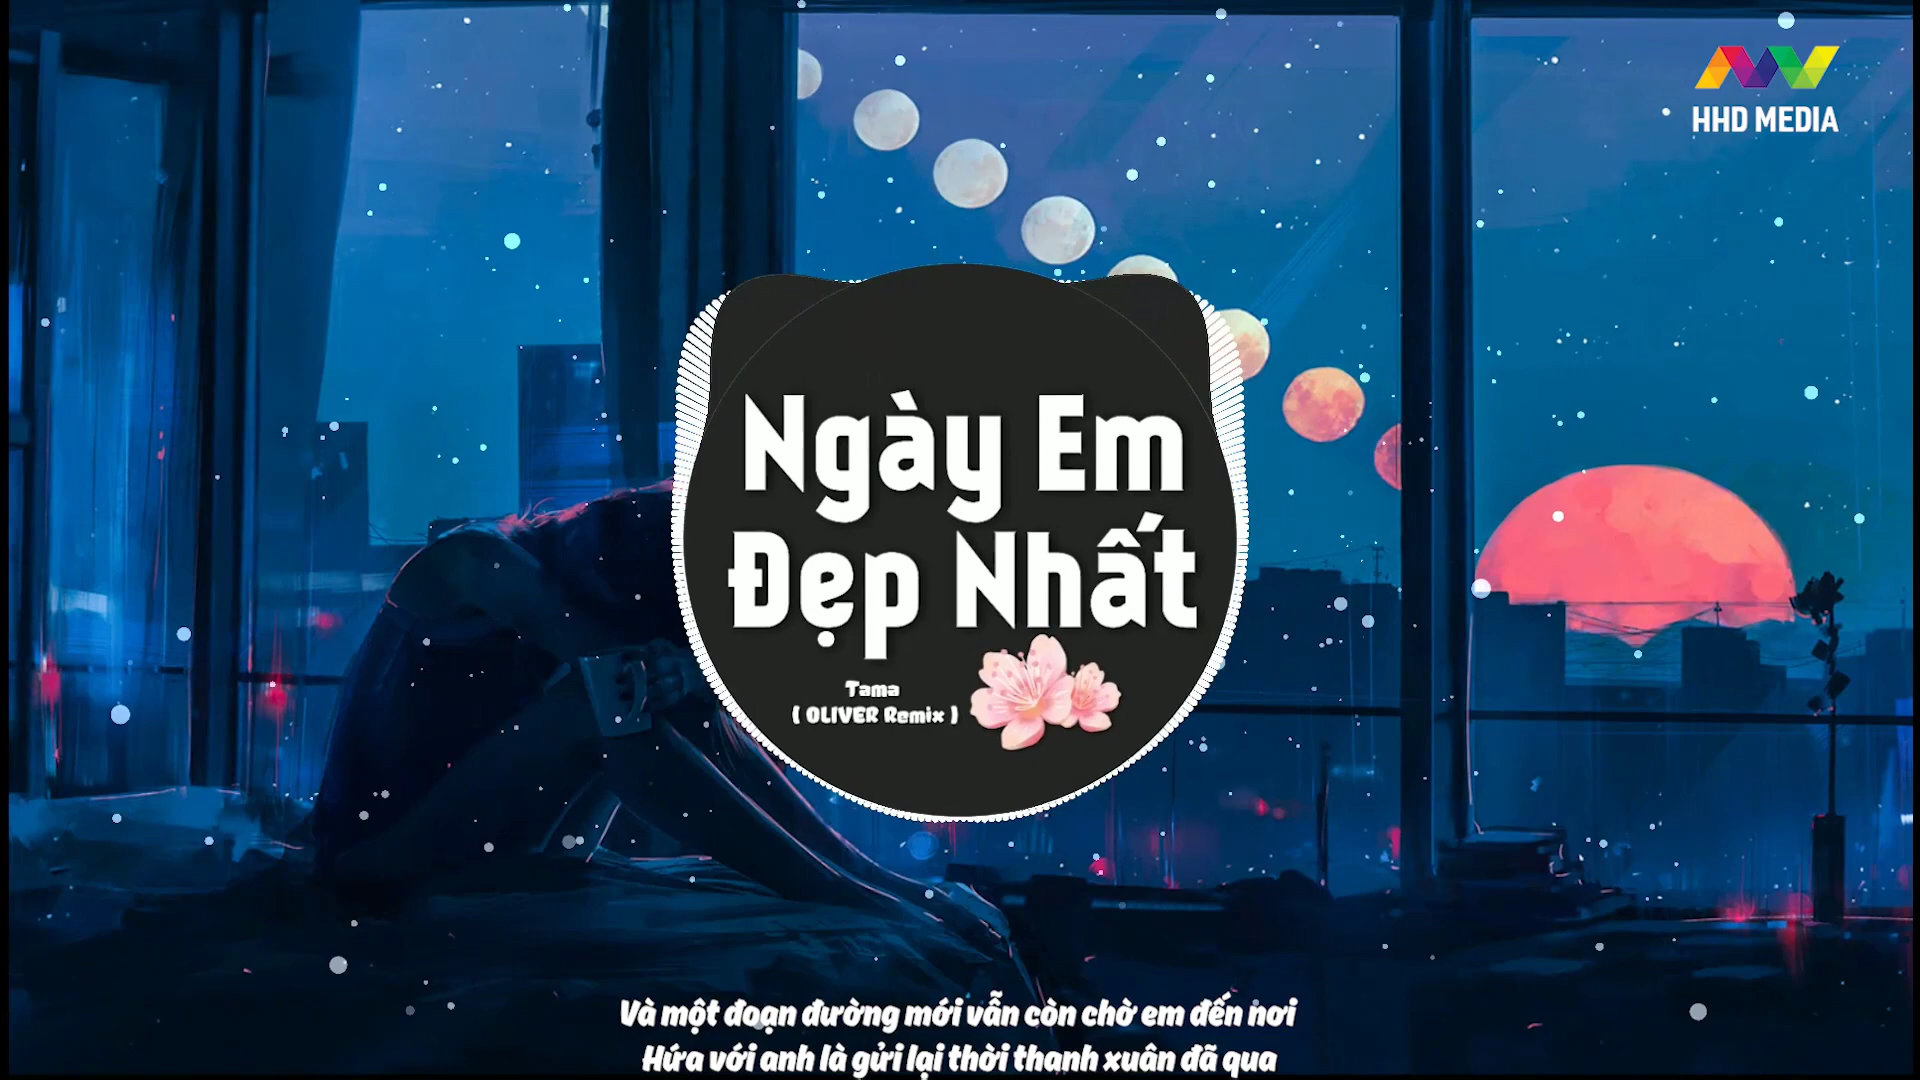 HHD MEDIA
Ngày Em
Đẹp Nhất
Tama
( OLIVER Remix )
Và một đoạn đường mới vẫn còn chờ em đến nơi
Hứa với anh là gửi lại thời thanh xuân đã qua